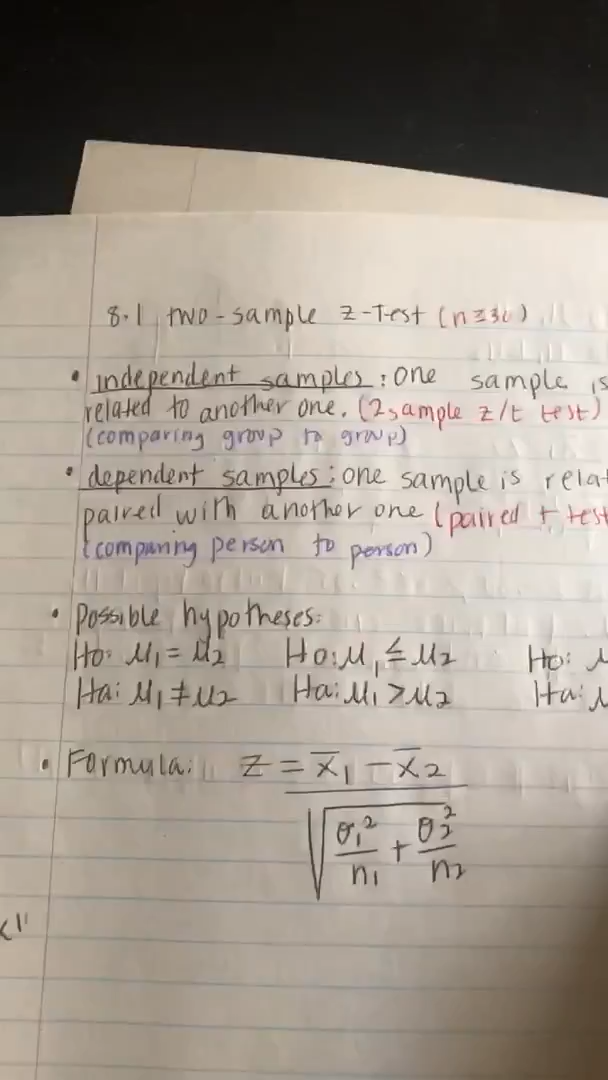 8.1 two-sample z-Test (n≥30)
• independent samples: one sample is
related to another one. (2 sample z/t test)
(comparing group to group)
• dependent samples: one sample is relat
paired with another one (paired t test
(comparing person to person)
• Possible hypotheses:
Ho: μ₁ = μ₂ Ho: μ₁ ≤ μ₂ Ho: μ
Ha: μ₁ ≠ μ₂ Ha: μ₁ > μ₂ Ha: μ
• Formula: z = x̄₁ − x̄₂
√ σ₁² + σ₂²
n₁ n₂